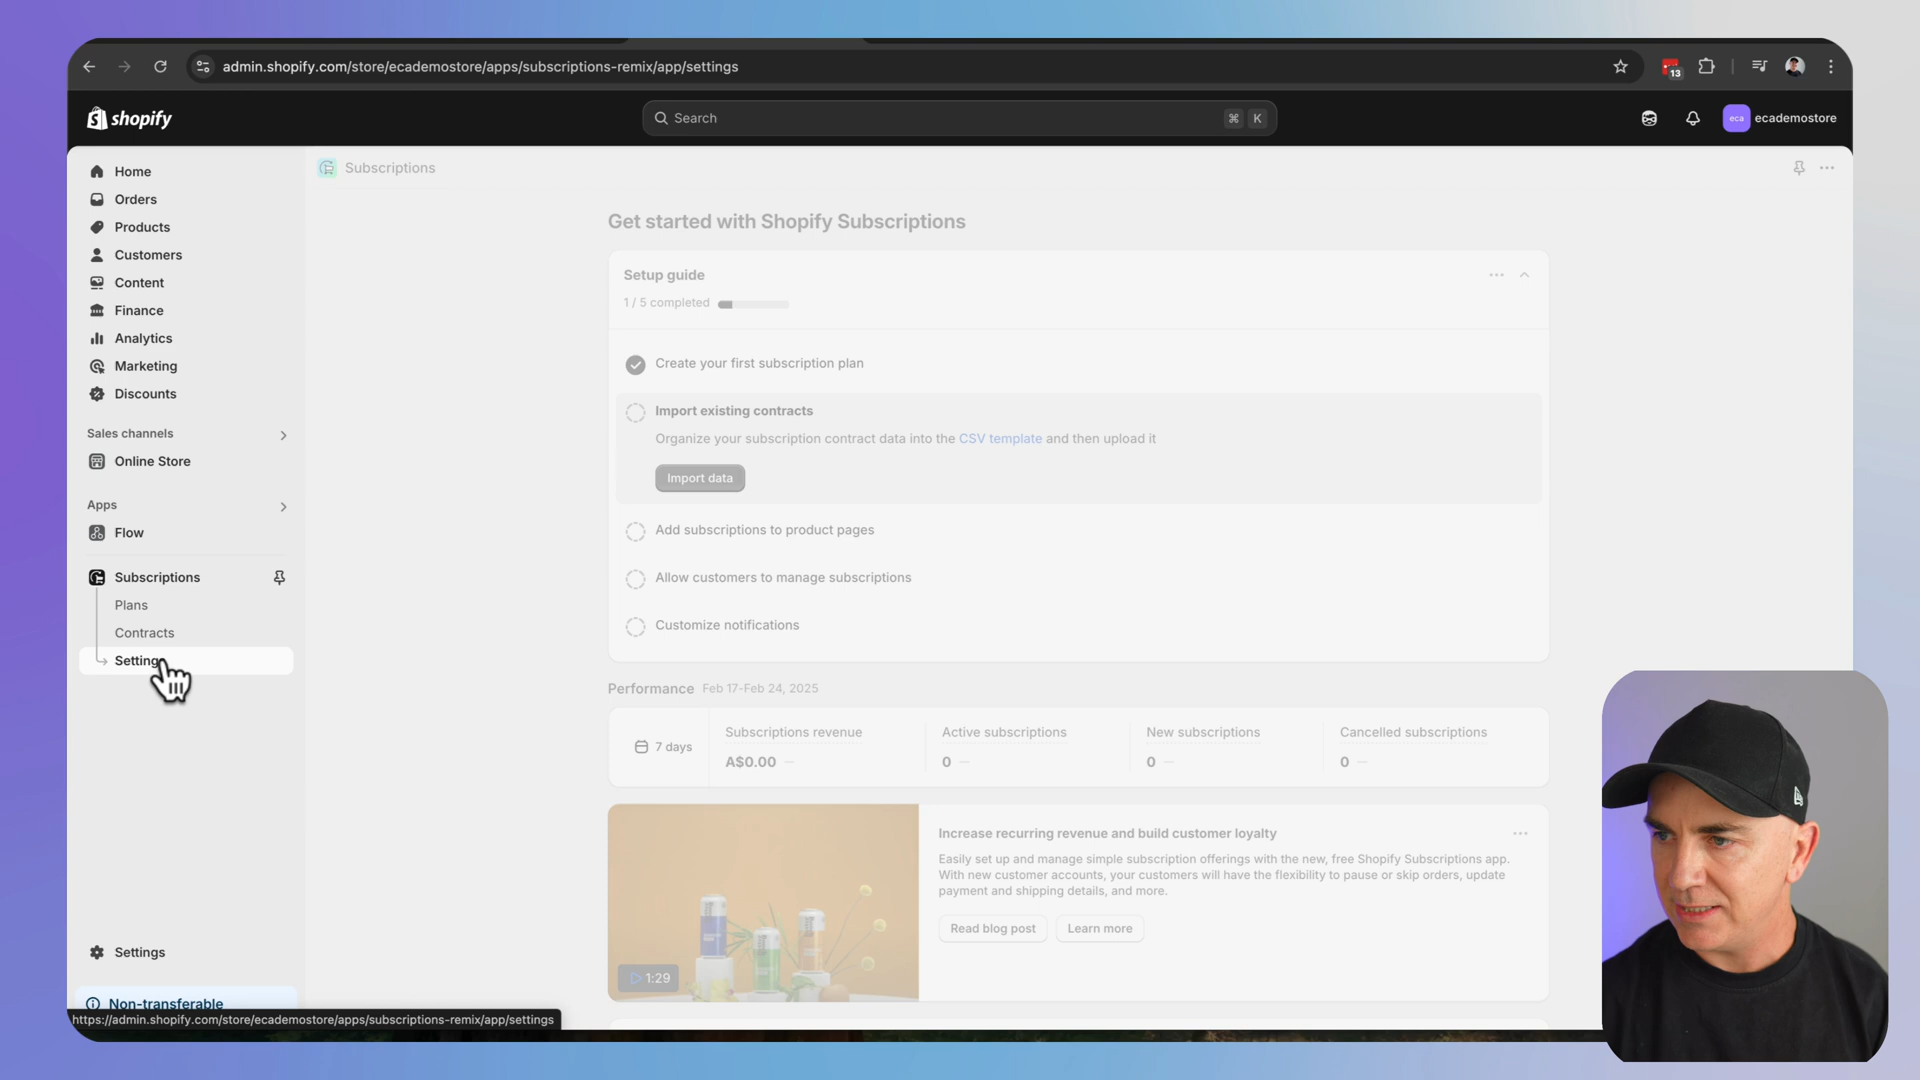 admin.shopify.com/store/ecademostore/apps/subscriptions-remix/app/settings
13
shopify
Search
⌘ K
eca
ecademostore
Home
Orders
Products
Customers
Content
Finance
Analytics
Marketing
Discounts
Sales channels
Online Store
Apps
Flow
Subscriptions
Plans
Contracts
Setting
Settings
Non-transferable
https://admin.shopify.com/store/ecademostore/apps/subscriptions-remix/app/settings
Subscriptions
Get started with Shopify Subscriptions
Setup guide
1 / 5 completed
Create your first subscription plan
Import existing contracts
Organize your subscription contract data into the CSV template and then upload it
Import data
Add subscriptions to product pages
Allow customers to manage subscriptions
Customize notifications
Performance Feb 17-Feb 24, 2025
7 days
Subscriptions revenue
A$0.00 —
Active subscriptions
0 —
New subscriptions
0 —
Cancelled subscriptions
0 —
1:29
Increase recurring revenue and build customer loyalty
Easily set up and manage simple subscription offerings with the new, free Shopify Subscriptions app.
With new customer accounts, your customers will have the flexibility to pause or skip orders, update
payment and shipping details, and more.
Read blog post
Learn more